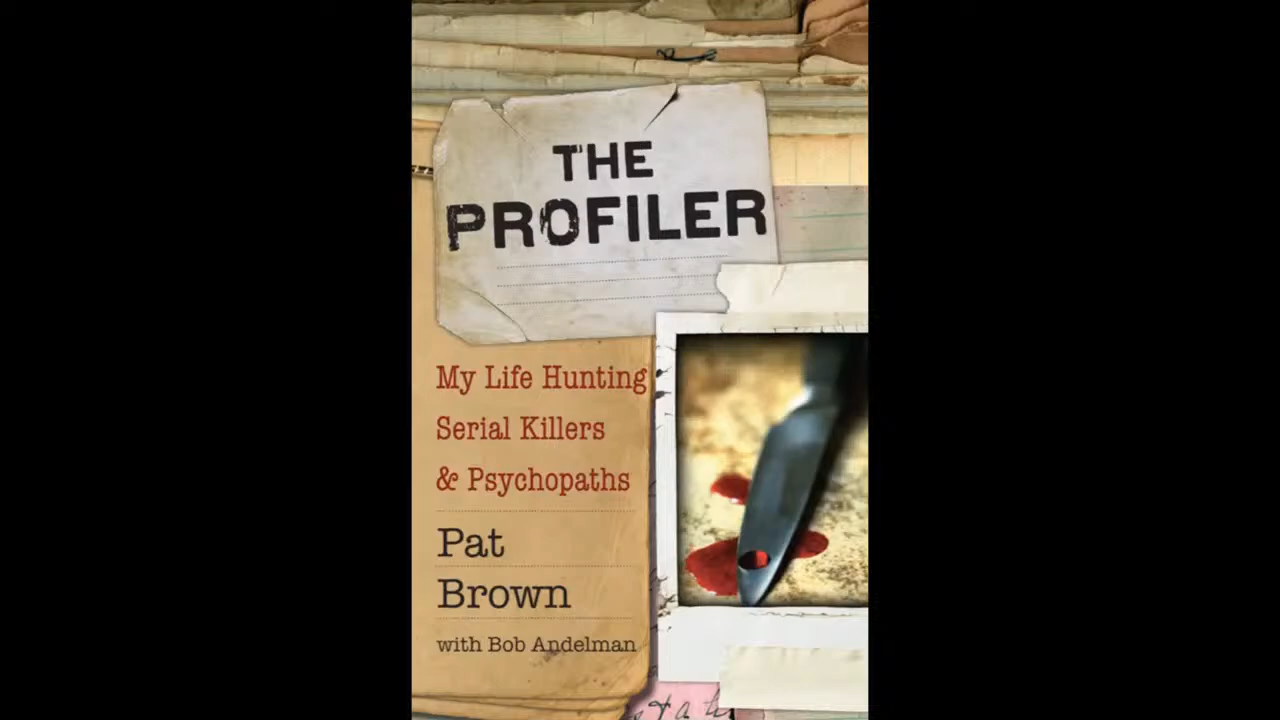 THE
PROFILER
My Life Hunting
Serial Killers
& Psychopaths
Pat
Brown
with Bob Andelman